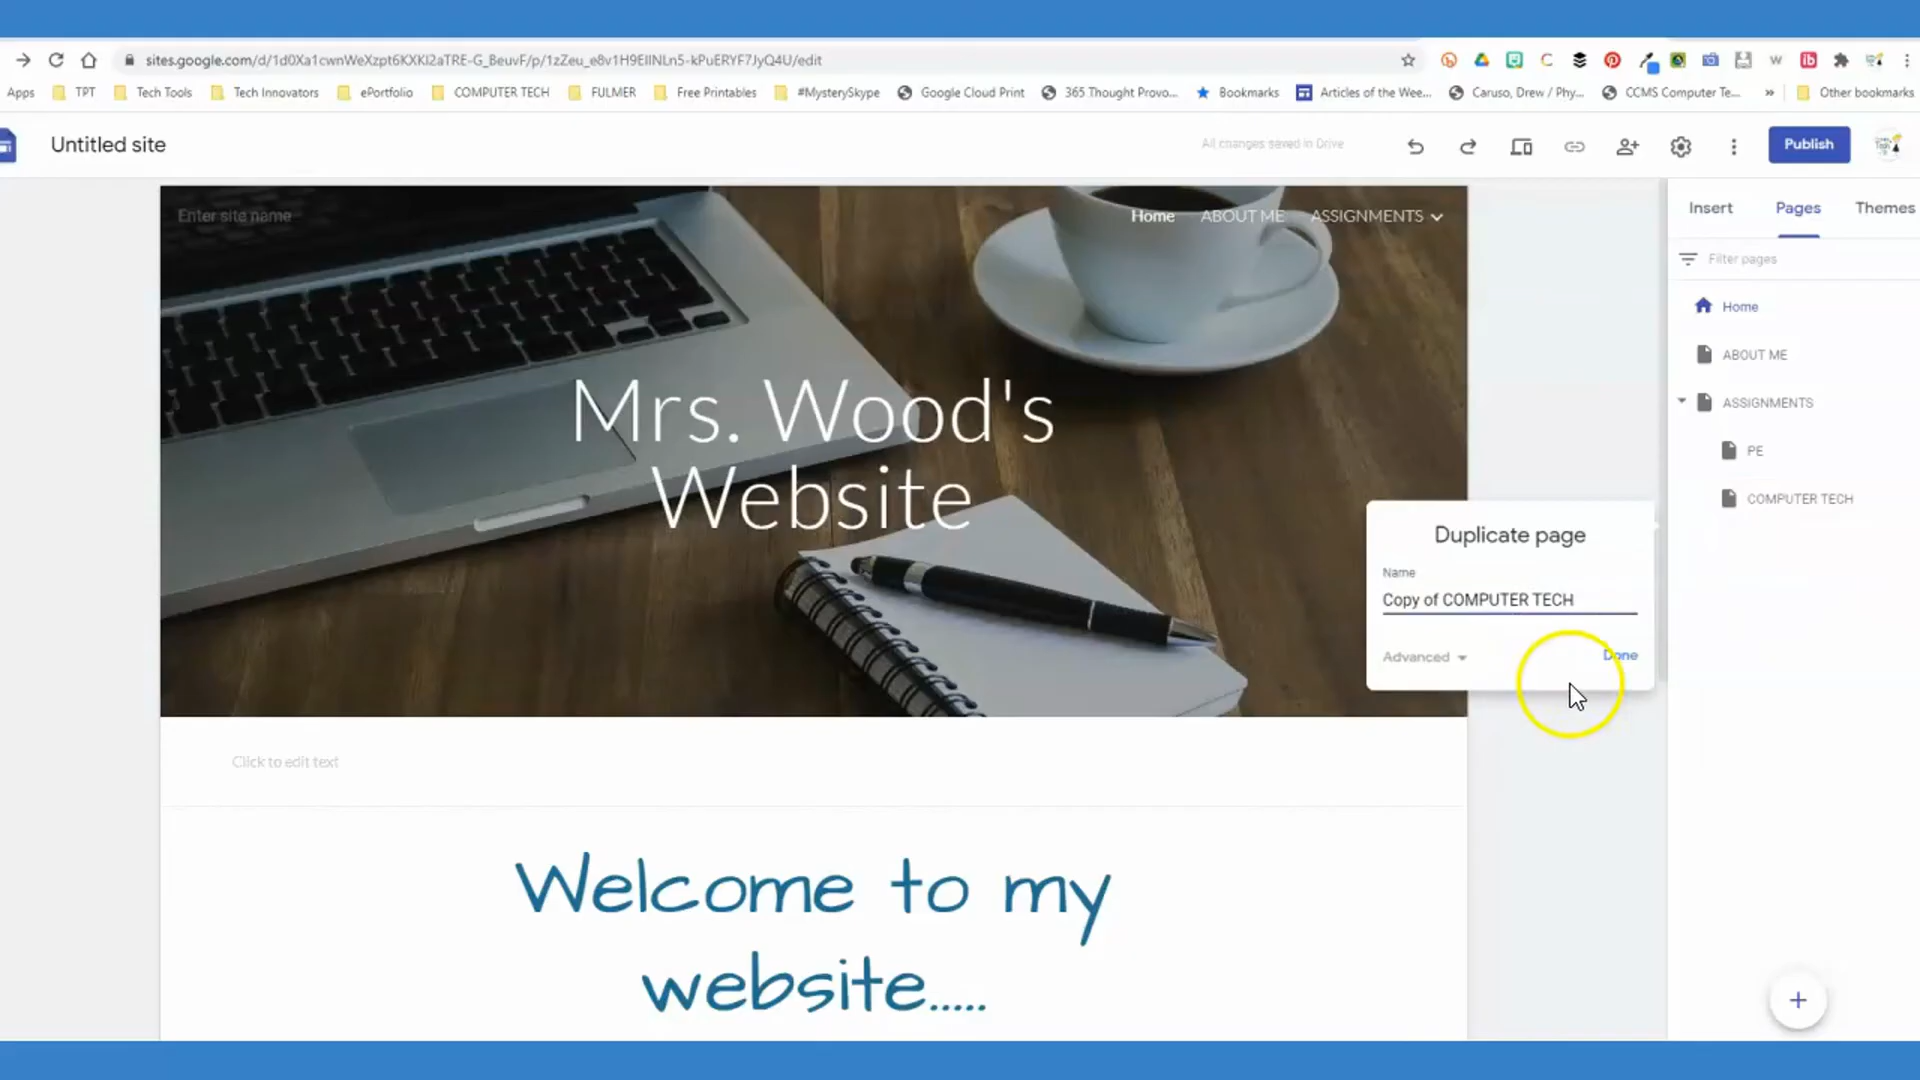 sites.google.com/d/1d0Xa1cwnWeXzpt6KXKI2aTRE-G_BeuvF/p/1zZeu_e8v1H9EIINLn5-kPuERYF7JyQ4U/edit
Apps TPT Tech Tools Tech Innovators ePortfolio COMPUTER TECH FULMER Free Printables #MysterySkype Google Cloud Print 365 Thought Provo... Bookmarks Articles of the Wee... Caruso, Drew / Phy... CCMS Computer Te... » Other bookmarks
Untitled site
All changes saved in Drive
Publish
Enter site name
Home ABOUT ME ASSIGNMENTS
Mrs. Wood's
Website
Click to edit text
Welcome to my
website.....
Duplicate page
Name
Copy of COMPUTER TECH
Advanced
Done
Insert Pages Themes
Filter pages
Home
ABOUT ME
ASSIGNMENTS
PE
COMPUTER TECH